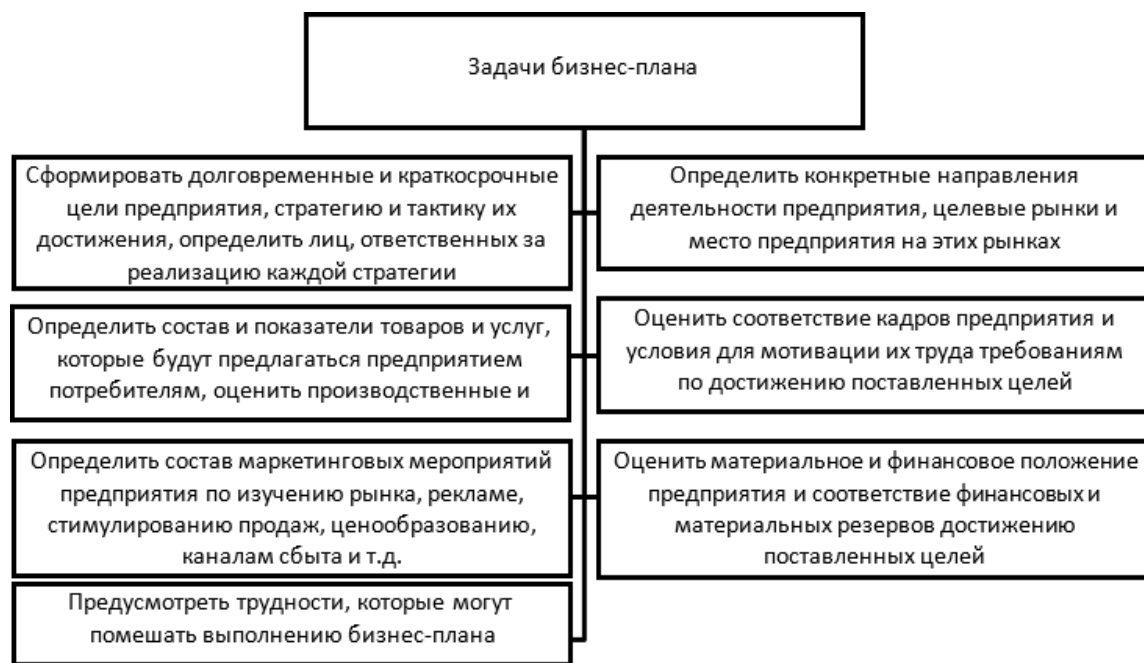 Задачи бизнес-плана
Сформировать долговременные и краткосрочные
цели предприятия, стратегию и тактику их
достижения, определить лиц, ответственных за
реализацию каждой стратегии
Определить конкретные направления
деятельности предприятия, целевые рынки и
место предприятия на этих рынках
Определить состав и показатели товаров и услуг,
которые будут предлагаться предприятием
потребителям, оценить производственные и
Оценить соответствие кадров предприятия и
условия для мотивации их труда требованиям
по достижению поставленных целей
Определить состав маркетинговых мероприятий
предприятия по изучению рынка, рекламе,
стимулированию продаж, ценообразованию,
каналам сбыта и т.д.
Оценить материальное и финансовое положение
предприятия и соответствие финансовых и
материальных резервов достижению
поставленных целей
Предусмотреть трудности, которые могут
помешать выполнению бизнес-плана